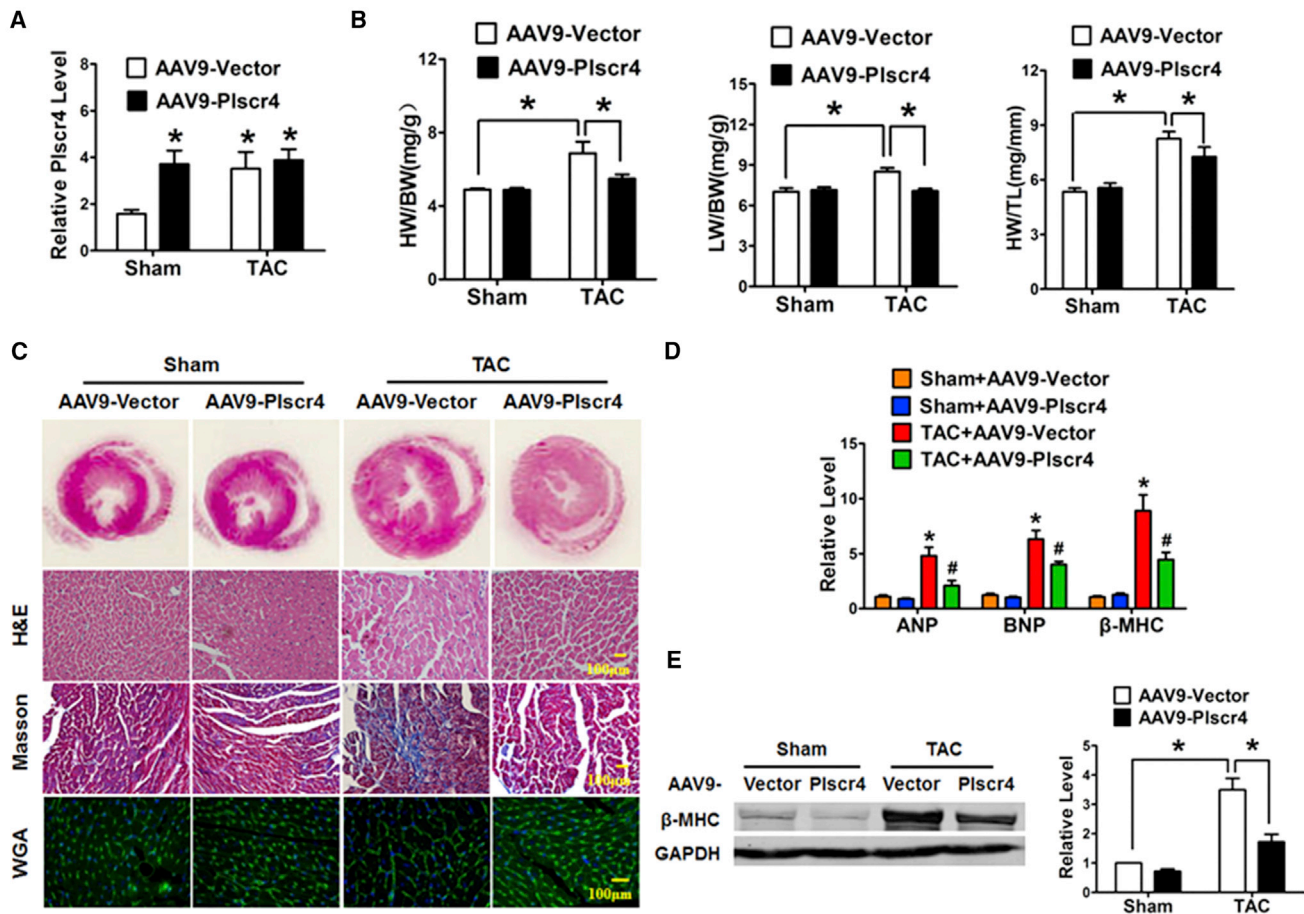 A
AAV9-Vector
AAV9-Plscr4
Relative Plscr4 Level
8
6
4
2
0
*
*
*
Sham
TAC
B
AAV9-Vector
AAV9-Plscr4
HW/BW(mg/g)
12
8
4
0
*
*
Sham
TAC
AAV9-Vector
AAV9-Plscr4
LW/BW(mg/g)
15
12
9
6
3
0
*
*
Sham
TAC
AAV9-Vector
AAV9-Plscr4
HW/TL(mg/mm)
12
9
6
3
0
*
*
Sham
TAC
C
Sham
TAC
AAV9-Vector
AAV9-Plscr4
AAV9-Vector
AAV9-Plscr4
H&E
100μm
Masson
100μm
WGA
100μm
D
Sham+AAV9-Vector
Sham+AAV9-Plscr4
TAC+AAV9-Vector
TAC+AAV9-Plscr4
Relative Level
15
10
5
0
*
#
*
#
*
#
ANP
BNP
β-MHC
E
Sham
TAC
AAV9-
Vector
Plscr4
Vector
Plscr4
β-MHC
GAPDH
AAV9-Vector
AAV9-Plscr4
Relative Level
5
4
3
2
1
0
*
*
Sham
TAC